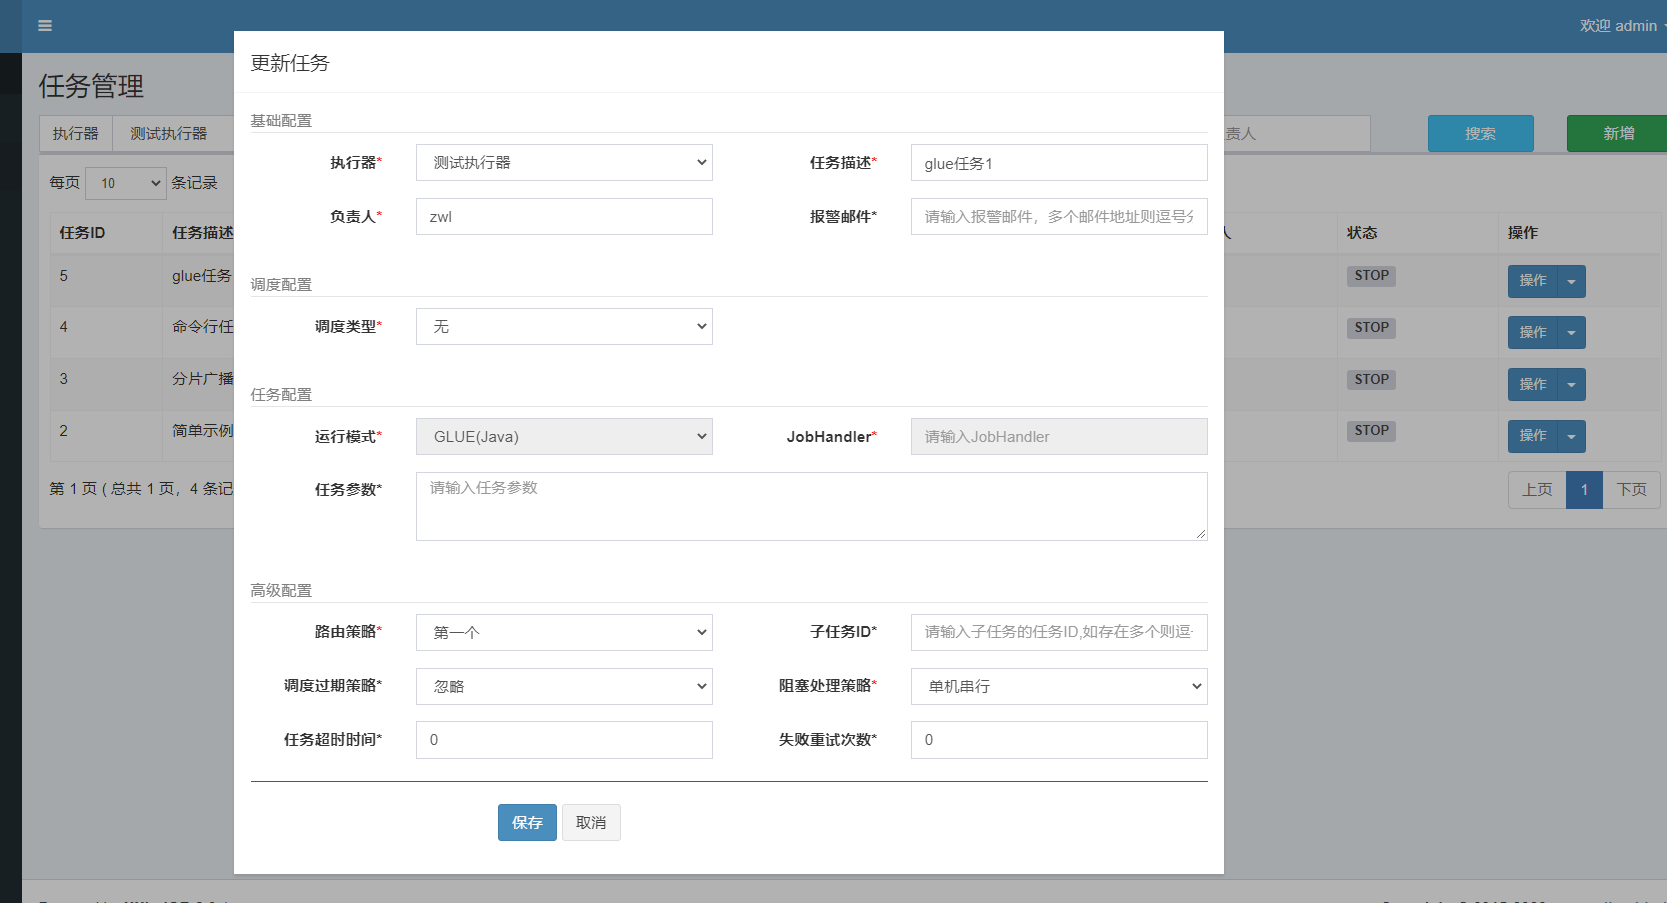 欢迎 admin
任务管理
执行器 测试执行器 责人 搜索 新增
每页 10 条记录
任务ID 任务描述 人 状态 操作
5 glue任务 STOP 操作
4 命令行任 STOP 操作
3 分片广播 STOP 操作
2 简单示例 STOP 操作
第 1 页 ( 总共 1 页，4 条记 上页 1 下页
更新任务
基础配置
执行器* 测试执行器 任务描述* glue任务1
负责人* zwl 报警邮件* 请输入报警邮件，多个邮件地址则逗号分
调度配置
调度类型* 无
任务配置
运行模式* GLUE(Java) JobHandler* 请输入JobHandler
任务参数* 请输入任务参数
高级配置
路由策略* 第一个 子任务ID* 请输入子任务的任务ID,如存在多个则逗
调度过期策略* 忽略 阻塞处理策略* 单机串行
任务超时时间* 0 失败重试次数* 0
保存 取消